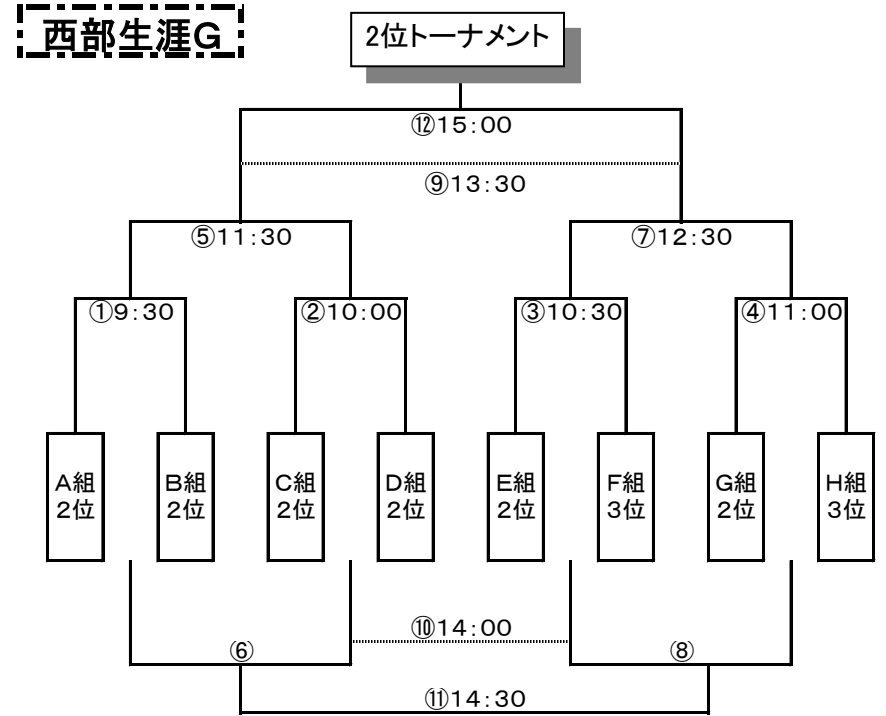 西部生涯G
2位トーナメント
⑫15:00
⑨13:30
⑤11:30
⑦12:30
①9:30
②10:00
③10:30
④11:00
A組
2位
B組
2位
C組
2位
D組
2位
E組
2位
F組
3位
G組
2位
H組
3位
⑩14:00
⑥
⑧
⑪14:30